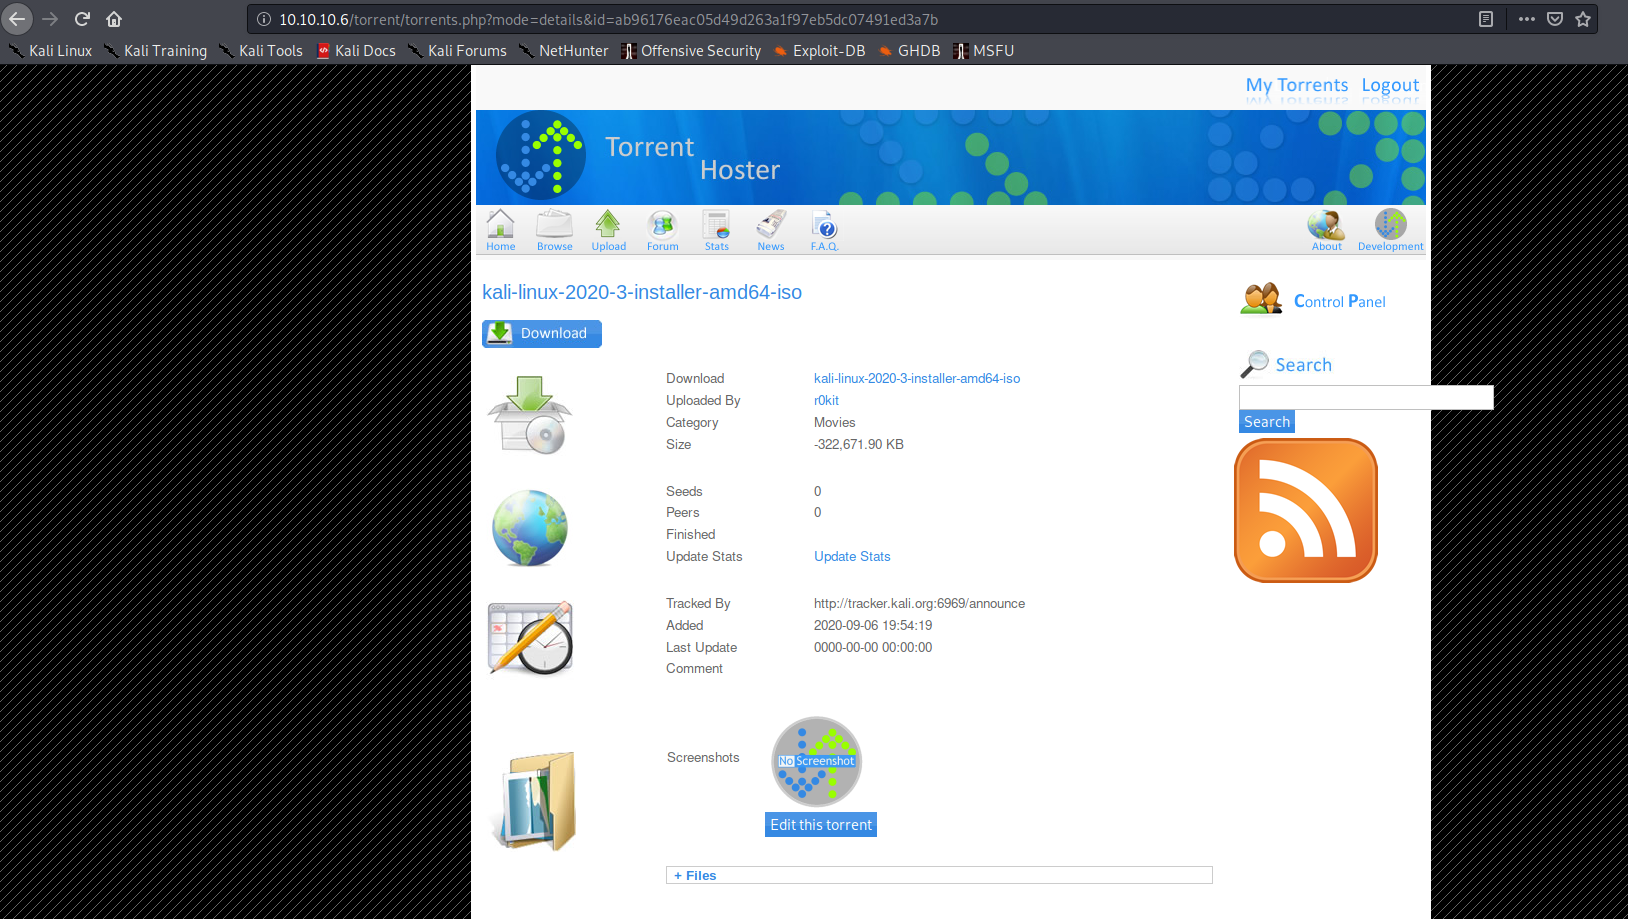 10.10.10.6/torrent/torrents.php?mode=details&id=ab96176eac05d49d263a1f97eb5dc07491ed3a7b
Kali Linux Kali Training Kali Tools Kali Docs Kali Forums NetHunter Offensive Security Exploit-DB GHDB MSFU
My Torrents Logout
Torrent
Hoster
Home Browse Upload Forum Stats News F.A.Q. About Development
kali-linux-2020-3-installer-amd64-iso
Control Panel
Download
Search
Download kali-linux-2020-3-installer-amd64-iso
Uploaded By r0kit
Category Movies
Search
Size -322,671.90 KB
Seeds 0
Peers 0
Finished
Update Stats Update Stats
Tracked By http://tracker.kali.org:6969/announce
Added 2020-09-06 19:54:19
Last Update 0000-00-00 00:00:00
Comment
Screenshots No Screenshot
Edit this torrent
+ Files